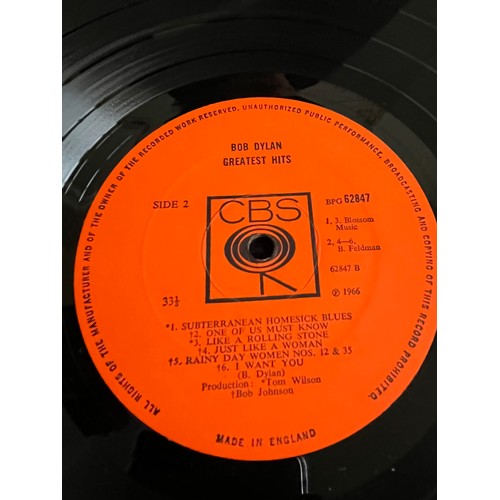 ALL RIGHTS OF THE MANUFACTURER AND OF THE OWNER OF THE RECORDED WORK RESERVED. UNAUTHORIZED PUBLIC PERFORMANCE, BROADCASTING AND COPYING OF THIS RECORD PROHIBITED.
BOB DYLAN
GREATEST HITS
SIDE 2
CBS
BPG 62847
1, 3. Blossom
Music
2, 4—6.
B. Feldman
62847 B
33⅓
℗ 1966
*1. SUBTERRANEAN HOMESICK BLUES
†2. ONE OF US MUST KNOW
*3. LIKE A ROLLING STONE
†4. JUST LIKE A WOMAN
†5. RAINY DAY WOMEN NOS. 12 & 35
†6. I WANT YOU
(B. Dylan)
Production: *Tom Wilson
†Bob Johnson
MADE IN ENGLAND